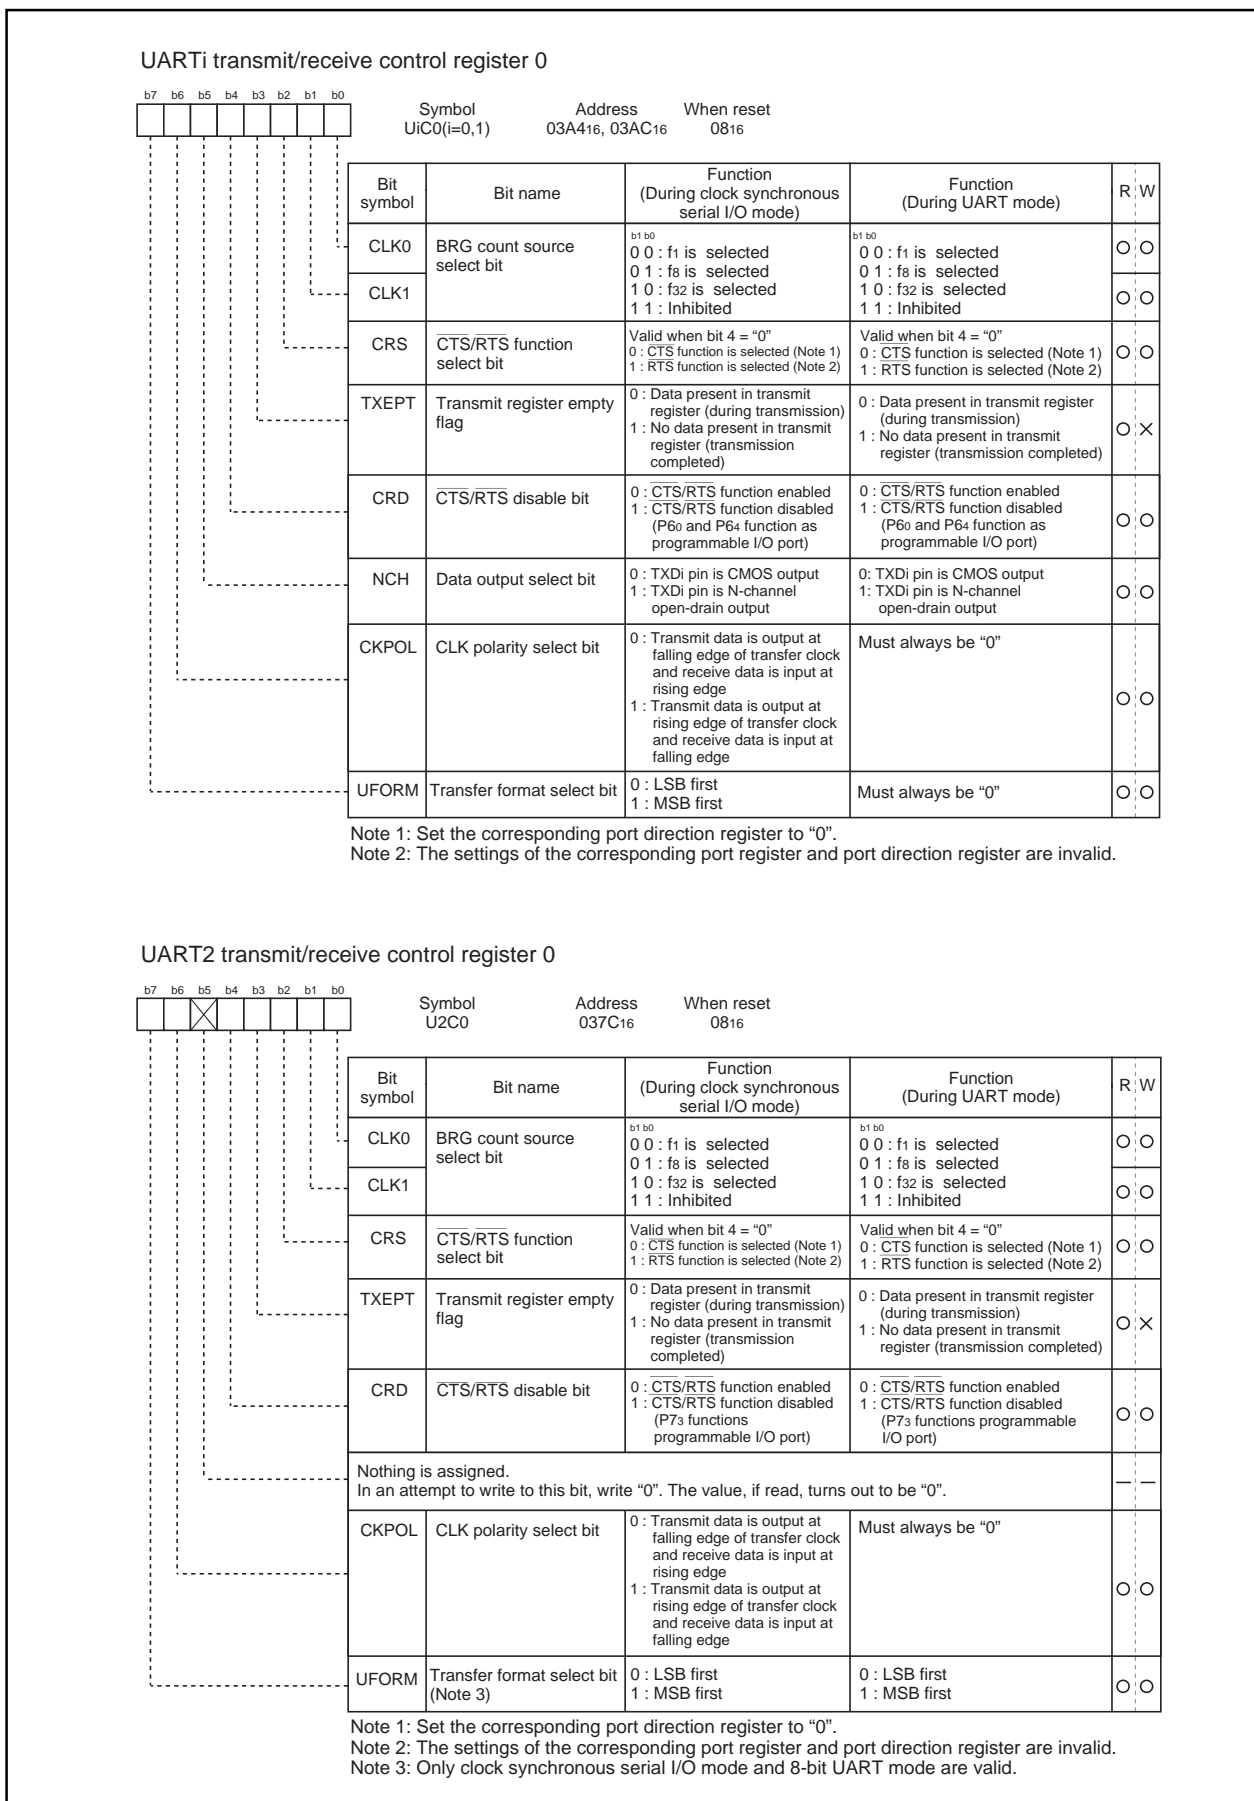 UARTi transmit/receive control register 0
b7 b6 b5 b4 b3 b2 b1 b0
Symbol Address When reset
UiC0(i=0,1) 03A416, 03AC16 0816
Bit symbol
Bit name
Function (During clock synchronous serial I/O mode)
Function (During UART mode)
R W
CLK0
CLK1
BRG count source
select bit
b1 b0
0 0 : f1 is selected
0 1 : f8 is selected
1 0 : f32 is selected
1 1 : Inhibited
b1 b0
0 0 : f1 is selected
0 1 : f8 is selected
1 0 : f32 is selected
1 1 : Inhibited
CRS
CTS/RTS function
select bit
Valid when bit 4 = “0”
0 : CTS function is selected (Note 1)
1 : RTS function is selected (Note 2)
Valid when bit 4 = “0”
0 : CTS function is selected (Note 1)
1 : RTS function is selected (Note 2)
TXEPT
Transmit register empty
flag
0 : Data present in transmit
register (during transmission)
1 : No data present in transmit
register (transmission
completed)
0 : Data present in transmit register
(during transmission)
1 : No data present in transmit
register (transmission completed)
CRD
CTS/RTS disable bit
0 : CTS/RTS function enabled
1 : CTS/RTS function disabled
(P60 and P64 function as
programmable I/O port)
0 : CTS/RTS function enabled
1 : CTS/RTS function disabled
(P60 and P64 function as
programmable I/O port)
NCH
Data output select bit
0 : TXDi pin is CMOS output
1 : TXDi pin is N-channel
open-drain output
0: TXDi pin is CMOS output
1: TXDi pin is N-channel
open-drain output
CKPOL
CLK polarity select bit
0 : Transmit data is output at
falling edge of transfer clock
and receive data is input at
rising edge
1 : Transmit data is output at
rising edge of transfer clock
and receive data is input at
falling edge
Must always be “0”
UFORM
Transfer format select bit
0 : LSB first
1 : MSB first
Must always be “0”
Note 1: Set the corresponding port direction register to “0”.
Note 2: The settings of the corresponding port register and port direction register are invalid.
UART2 transmit/receive control register 0
b7 b6 b5 b4 b3 b2 b1 b0
Symbol Address When reset
U2C0 037C16 0816
Bit symbol
Bit name
Function (During clock synchronous serial I/O mode)
Function (During UART mode)
R W
CLK0
CLK1
BRG count source
select bit
b1 b0
0 0 : f1 is selected
0 1 : f8 is selected
1 0 : f32 is selected
1 1 : Inhibited
b1 b0
0 0 : f1 is selected
0 1 : f8 is selected
1 0 : f32 is selected
1 1 : Inhibited
CRS
CTS/RTS function
select bit
Valid when bit 4 = “0”
0 : CTS function is selected (Note 1)
1 : RTS function is selected (Note 2)
Valid when bit 4 = “0”
0 : CTS function is selected (Note 1)
1 : RTS function is selected (Note 2)
TXEPT
Transmit register empty
flag
0 : Data present in transmit
register (during transmission)
1 : No data present in transmit
register (transmission
completed)
0 : Data present in transmit register
(during transmission)
1 : No data present in transmit
register (transmission completed)
CRD
CTS/RTS disable bit
0 : CTS/RTS function enabled
1 : CTS/RTS function disabled
(P73 functions
programmable I/O port)
0 : CTS/RTS function enabled
1 : CTS/RTS function disabled
(P73 functions programmable
I/O port)
Nothing is assigned.
In an attempt to write to this bit, write “0”. The value, if read, turns out to be “0”.
CKPOL
CLK polarity select bit
0 : Transmit data is output at
falling edge of transfer clock
and receive data is input at
rising edge
1 : Transmit data is output at
rising edge of transfer clock
and receive data is input at
falling edge
Must always be “0”
UFORM
Transfer format select bit
(Note 3)
0 : LSB first
1 : MSB first
0 : LSB first
1 : MSB first
Note 1: Set the corresponding port direction register to “0”.
Note 2: The settings of the corresponding port register and port direction register are invalid.
Note 3: Only clock synchronous serial I/O mode and 8-bit UART mode are valid.